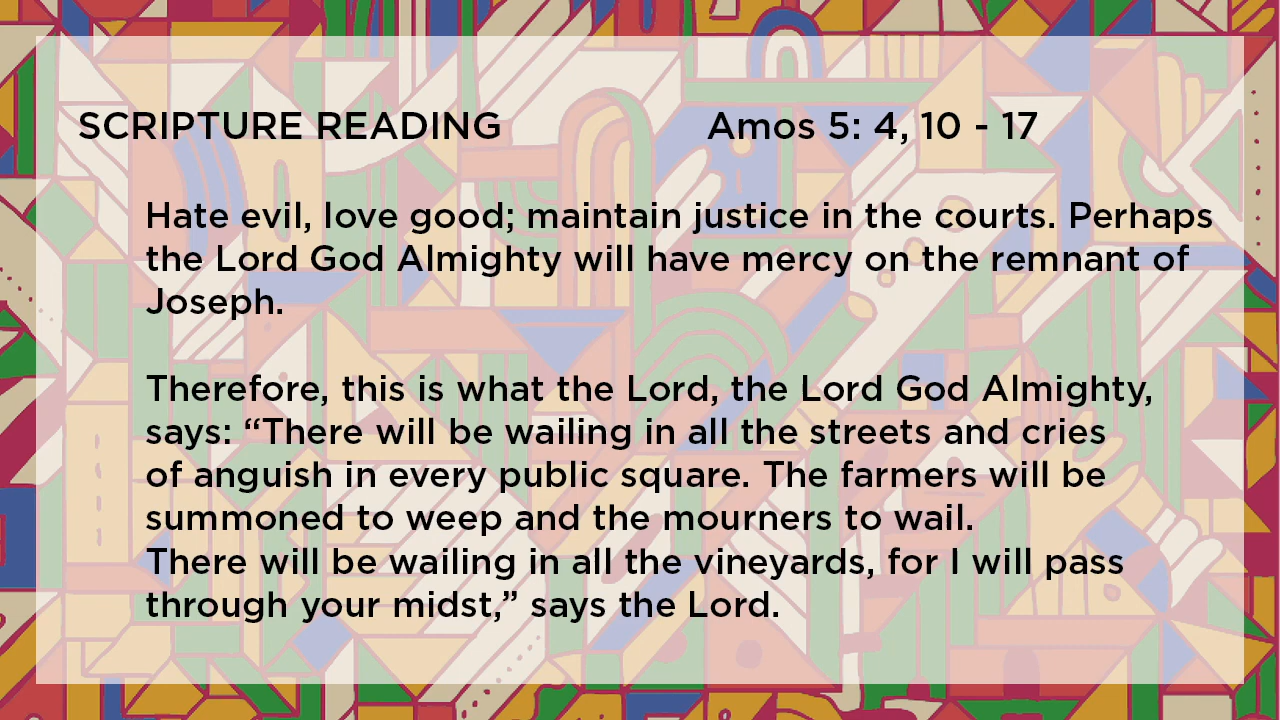 SCRIPTURE READING Amos 5: 4, 10 - 17
Hate evil, love good; maintain justice in the courts. Perhaps
the Lord God Almighty will have mercy on the remnant of
Joseph.
Therefore, this is what the Lord, the Lord God Almighty,
says: “There will be wailing in all the streets and cries
of anguish in every public square. The farmers will be
summoned to weep and the mourners to wail.
There will be wailing in all the vineyards, for I will pass
through your midst,” says the Lord.